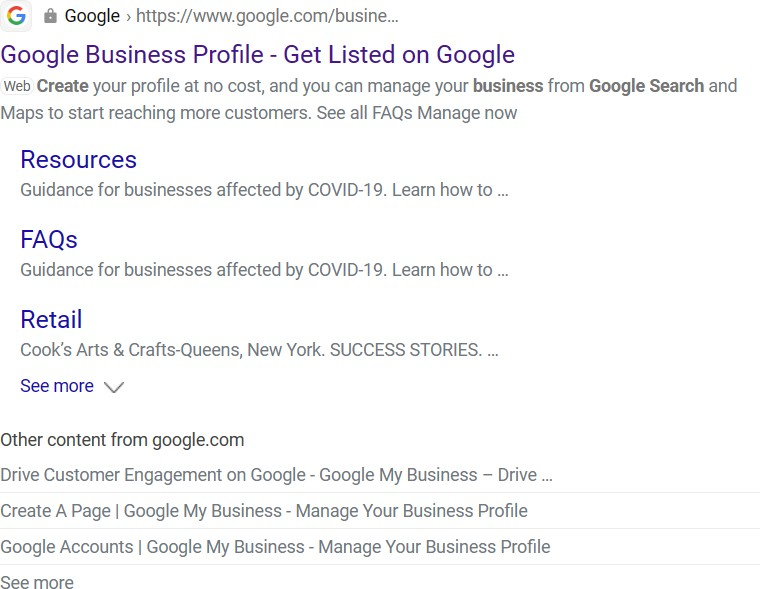 Google › https://www.google.com/busine...
Google Business Profile - Get Listed on Google
Web Create your profile at no cost, and you can manage your business from Google Search and
Maps to start reaching more customers. See all FAQs Manage now
Resources
Guidance for businesses affected by COVID-19. Learn how to ...
FAQs
Guidance for businesses affected by COVID-19. Learn how to ...
Retail
Cook’s Arts & Crafts-Queens, New York. SUCCESS STORIES. ...
See more
Other content from google.com
Drive Customer Engagement on Google - Google My Business – Drive ...
Create A Page | Google My Business - Manage Your Business Profile
Google Accounts | Google My Business - Manage Your Business Profile
See more